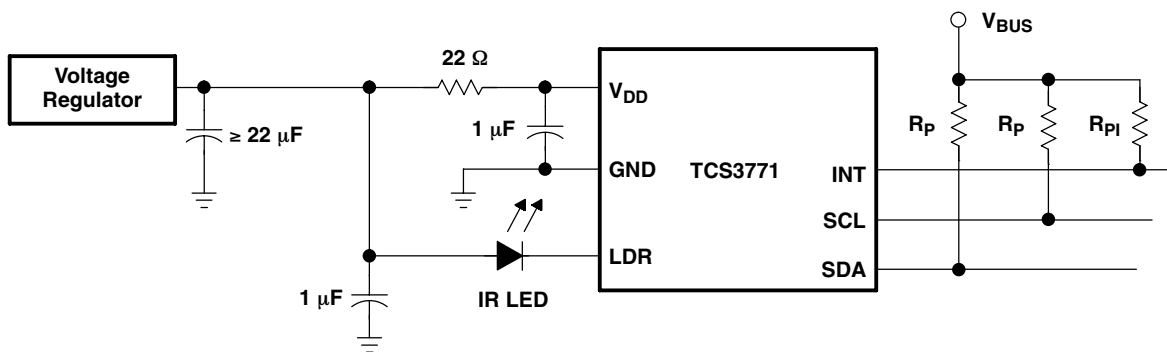 V_BUS
22 Ω
Voltage
Regulator
V_DD
≥ 22 μF
1 μF
R_P
R_P
R_PI
GND
TCS3771
INT
SCL
LDR
SDA
1 μF
IR LED